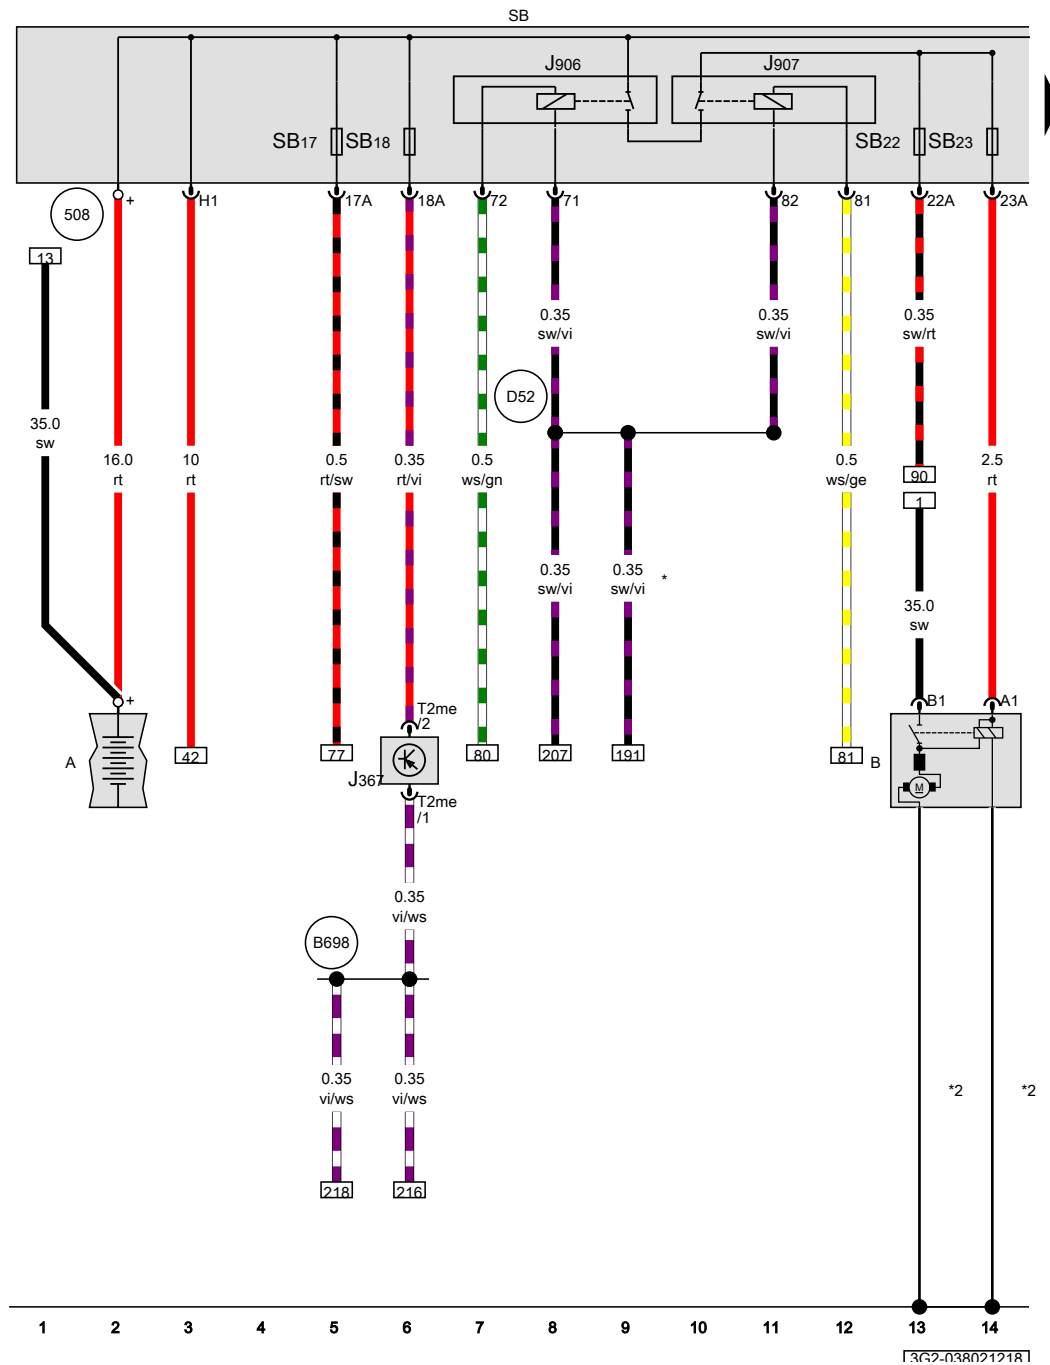 SB
J906
J907
SB17
SB18
SB22
SB23
508
+
H1
17A
18A
72
71
82
81
22A
23A
13
0.35
sw/vi
0.35
sw/vi
0.35
sw/rt
D52
35.0
sw
16.0
rt
10
rt
0.5
rt/sw
0.35
rt/vi
0.5
ws/gn
0.5
ws/ge
90
2.5
rt
1
0.35
sw/vi
0.35
sw/vi
*
35.0
sw
+
T2me
/2
B1
A1
A
42
77
J367
80
207
191
81
B
M
T2me
/1
0.35
vi/ws
B698
0.35
vi/ws
0.35
vi/ws
*2
*2
218
216
1 2 3 4 5 6 7 8 9 10 11 12 13 14
3G2-038021218